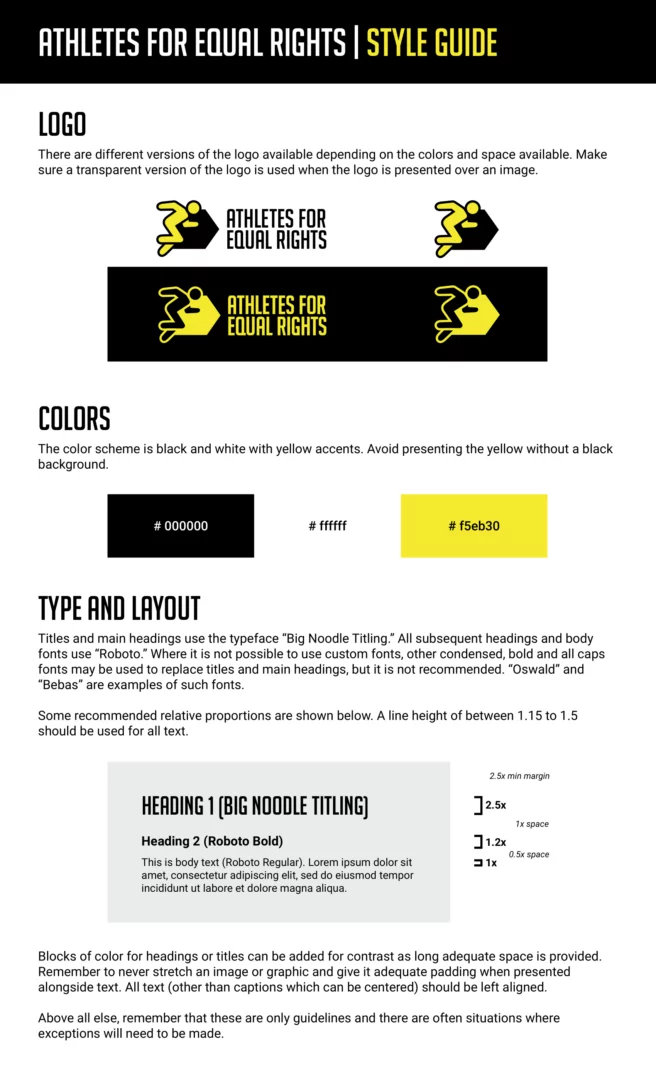 ATHLETES FOR EQUAL RIGHTS | STYLE GUIDE
LOGO
There are different versions of the logo available depending on the colors and space available. Make
sure a transparent version of the logo is used when the logo is presented over an image.
ATHLETES FOR
EQUAL RIGHTS
ATHLETES FOR
EQUAL RIGHTS
COLORS
The color scheme is black and white with yellow accents. Avoid presenting the yellow without a black
background.
# 000000
# ffffff
# f5eb30
TYPE AND LAYOUT
Titles and main headings use the typeface “Big Noodle Titling.” All subsequent headings and body
fonts use “Roboto.” Where it is not possible to use custom fonts, other condensed, bold and all caps
fonts may be used to replace titles and main headings, but it is not recommended. “Oswald” and
“Bebas” are examples of such fonts.
Some recommended relative proportions are shown below. A line height of between 1.15 to 1.5
should be used for all text.
2.5x min margin
HEADING 1 (BIG NOODLE TITLING)
2.5x
1x space
Heading 2 (Roboto Bold)
1.2x
0.5x space
This is body text (Roboto Regular). Lorem ipsum dolor sit
1x
amet, consectetur adipiscing elit, sed do eiusmod tempor
incididunt ut labore et dolore magna aliqua.
Blocks of color for headings or titles can be added for contrast as long adequate space is provided.
Remember to never stretch an image or graphic and give it adequate padding when presented
alongside text. All text (other than captions which can be centered) should be left aligned.
Above all else, remember that these are only guidelines and there are often situations where
exceptions will need to be made.